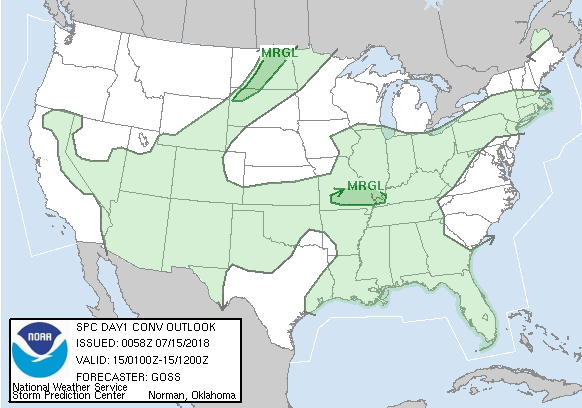 MRGL
MRGL
SPC DAY1 CONV OUTLOOK
ISSUED: 0058Z 07/15/2018
VALID: 15/0100Z-15/1200Z
FORECASTER: GOSS
NOAA
National Weather Service
Storm Prediction Center Norman, Oklahoma